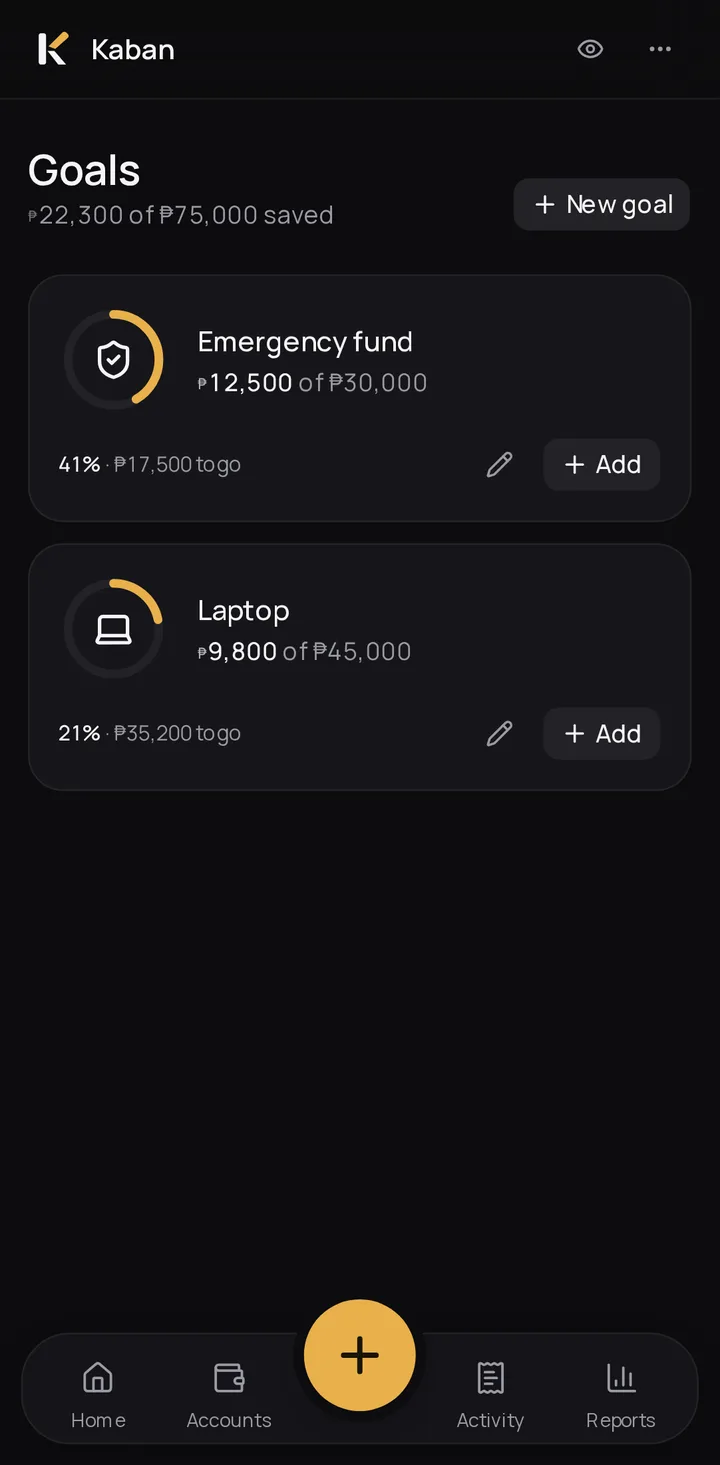 Kaban
Goals
₱22,300 of ₱75,000 saved
+ New goal
Emergency fund
₱12,500 of ₱30,000
41% · ₱17,500 to go
+ Add
Laptop
₱9,800 of ₱45,000
21% · ₱35,200 to go
+ Add
Home
Accounts
Activity
Reports